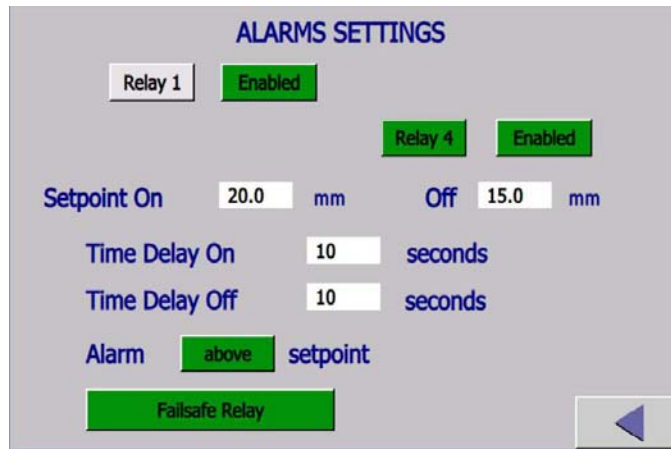 ALARMS SETTINGS
Relay 1 Enabled
Relay 4 Enabled
Setpoint On 20.0 mm Off 15.0 mm
Time Delay On 10 seconds
Time Delay Off 10 seconds
Alarm above setpoint
Failsafe Relay